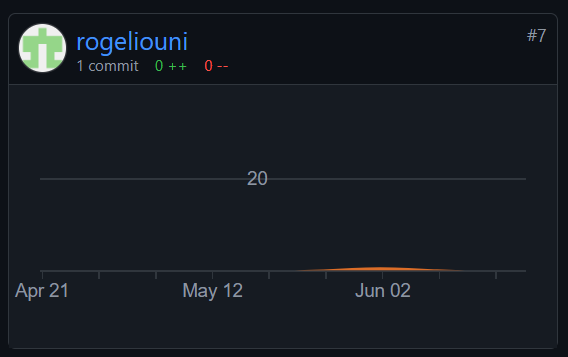 rogeliouni
#7
1 commit 0 ++ 0 --
20
Apr 21 May 12 Jun 02